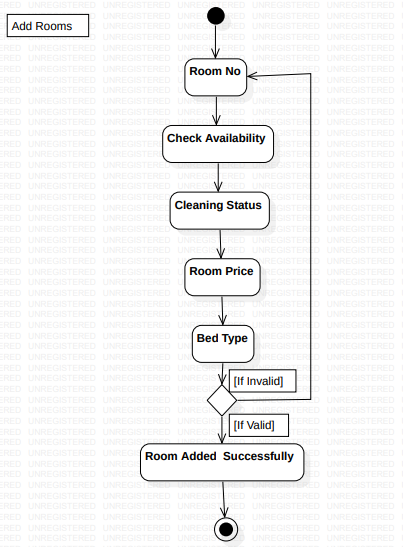 Add Rooms
Room No
Check Availability
Cleaning Status
Room Price
Bed Type
[If Invalid]
[If Valid]
Room Added  Successfully
UNREGISTERED